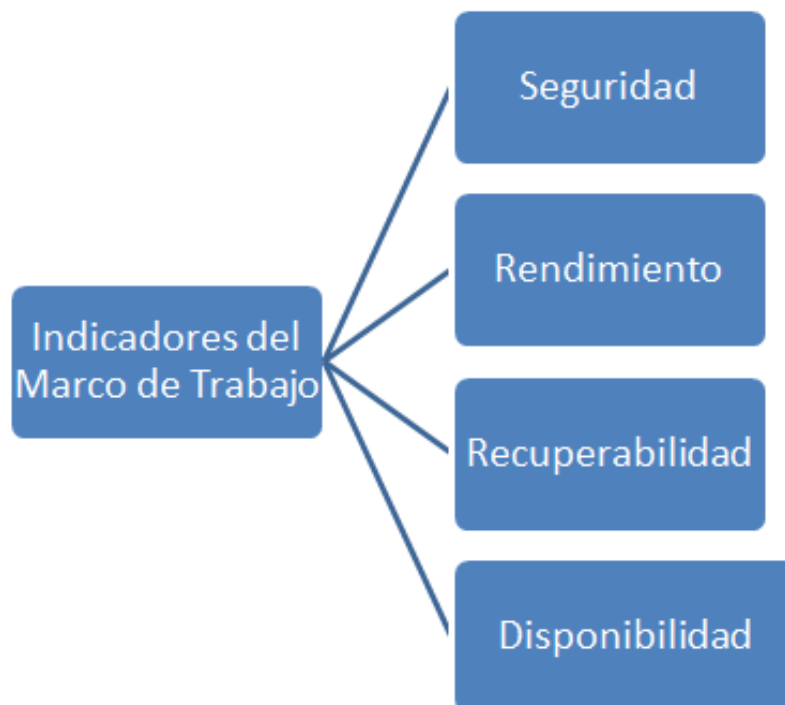 Seguridad
Rendimiento
Indicadores del
Marco de Trabajo
Recuperabilidad
Disponibilidad